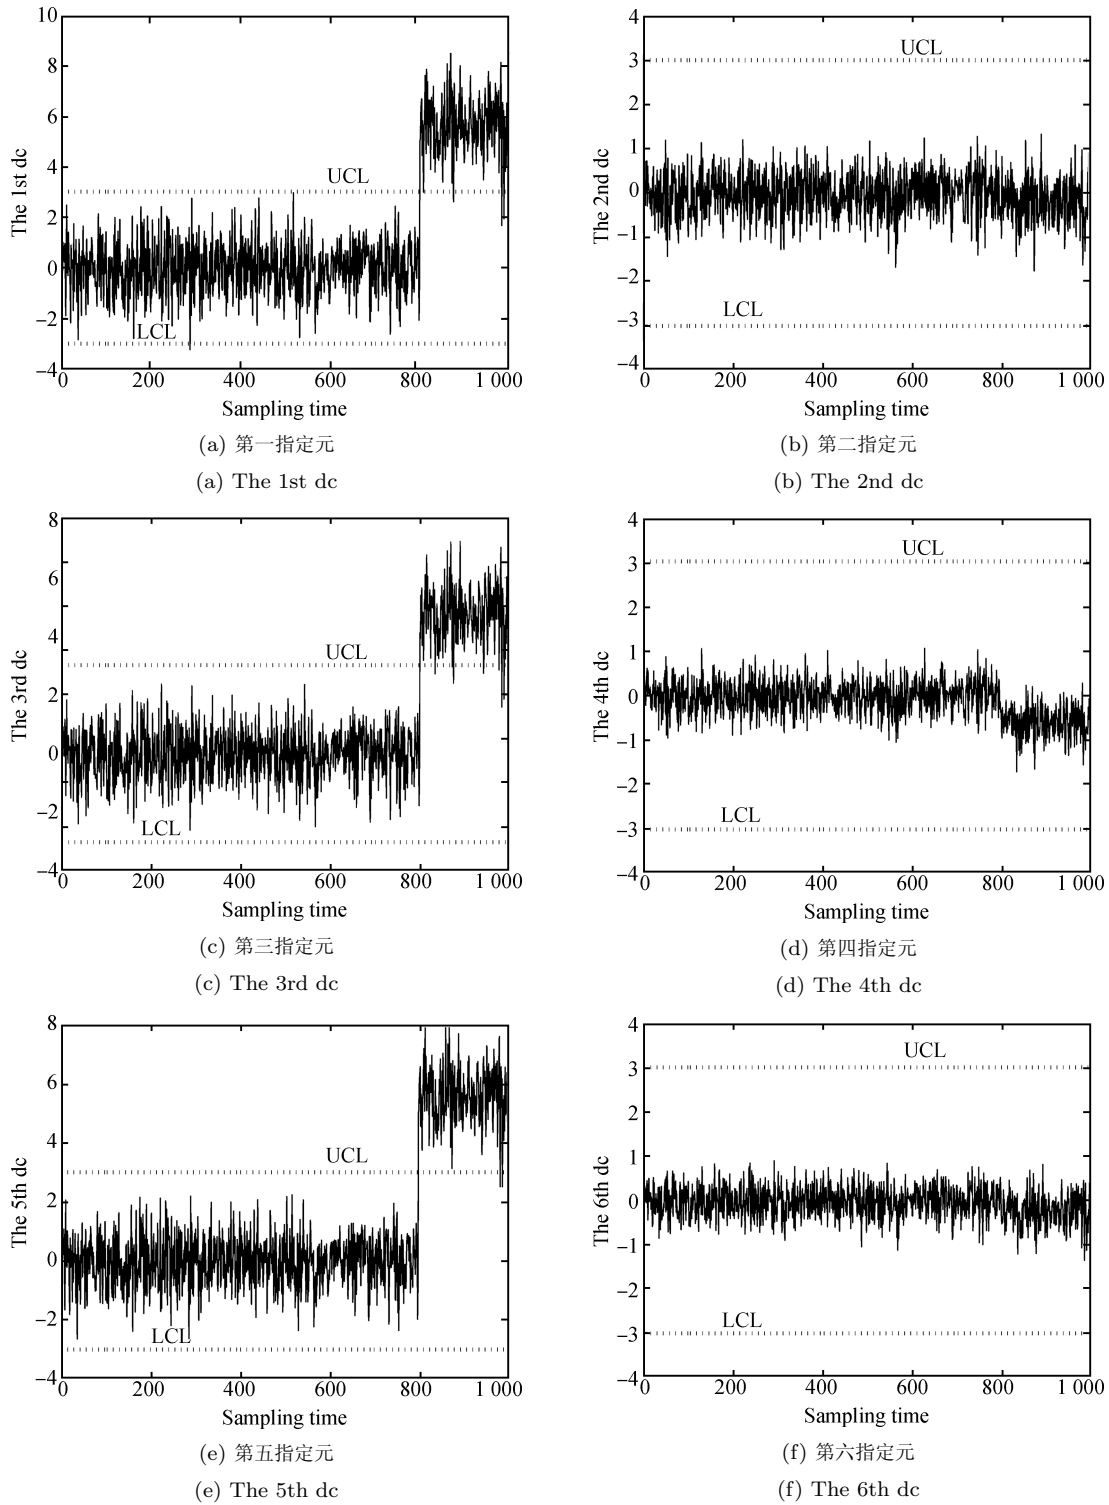 10
8
6
4
2
0
−2
−4
The 1st dc
UCL
LCL
0 200 400 600 800 1 000
Sampling time
(a) 第一指定元
(a) The 1st dc
4
3
2
1
0
−1
−2
−3
−4
The 2nd dc
UCL
LCL
0 200 400 600 800 1 000
Sampling time
(b) 第二指定元
(b) The 2nd dc
8
6
4
2
0
−2
−4
The 3rd dc
UCL
LCL
0 200 400 600 800 1 000
Sampling time
(c) 第三指定元
(c) The 3rd dc
4
3
2
1
0
−1
−2
−3
−4
The 4th dc
UCL
LCL
0 200 400 600 800 1 000
Sampling time
(d) 第四指定元
(d) The 4th dc
8
6
4
2
0
−2
−4
The 5th dc
UCL
LCL
0 200 400 600 800 1 000
Sampling time
(e) 第五指定元
(e) The 5th dc
4
3
2
1
0
−1
−2
−3
−4
The 6th dc
UCL
LCL
0 200 400 600 800 1 000
Sampling time
(f) 第六指定元
(f) The 6th dc